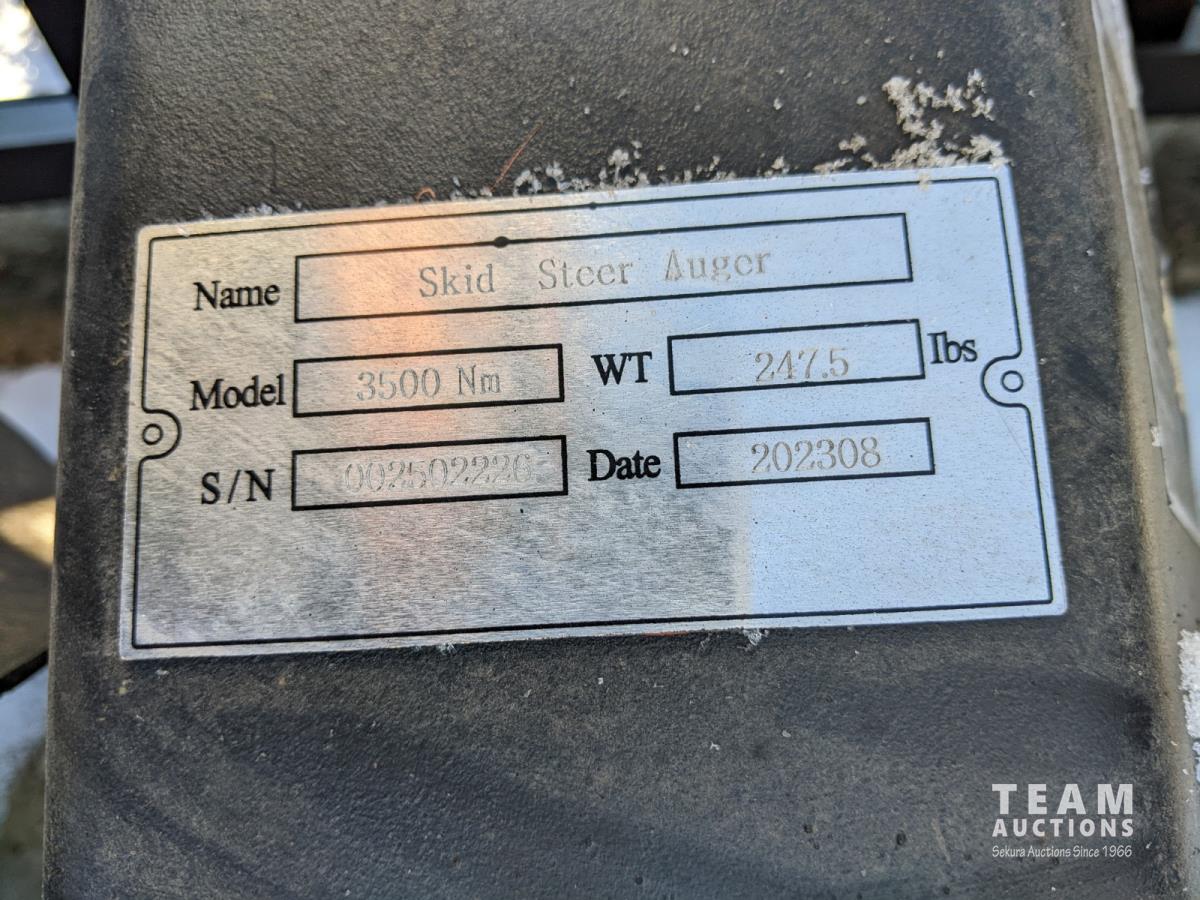 Name Skid Steer Auger
Model 3500 Nm WT 247.5 lbs
S/N 002502226 Date 202308
TEAM
AUCTIONS
Sekura Auctions Since 1966